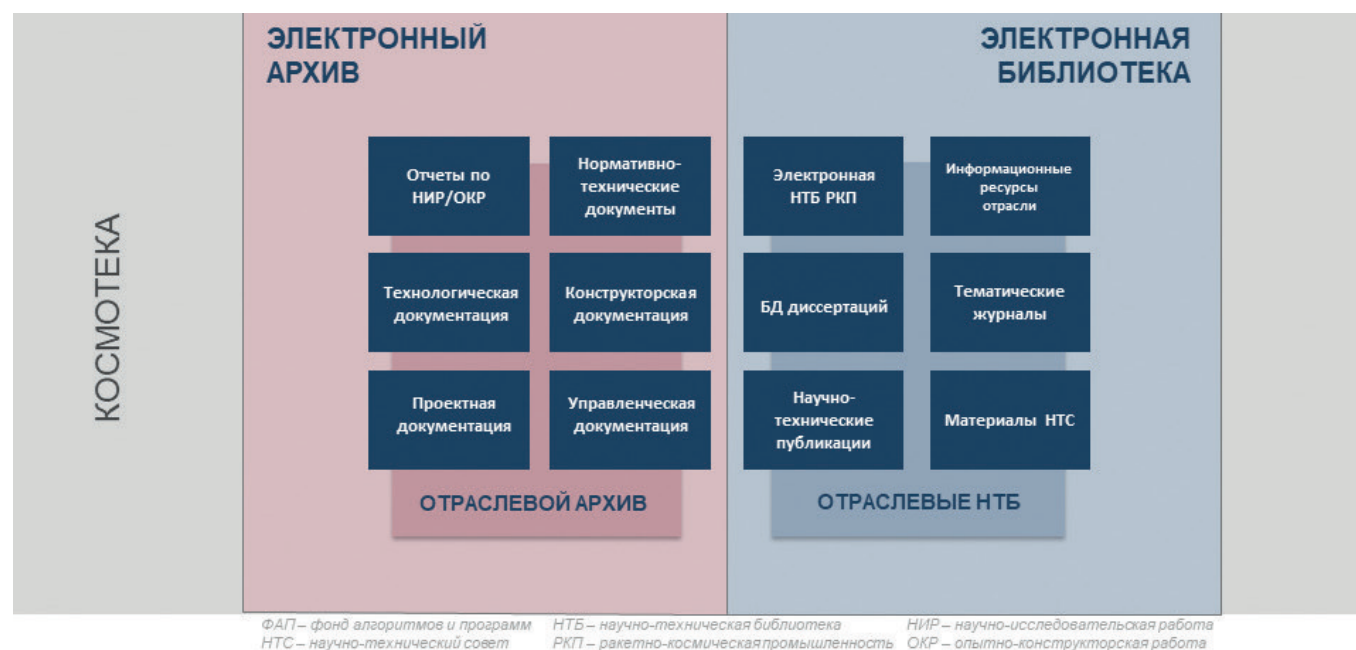 КОСМОТЕКА
ЭЛЕКТРОННЫЙ
АРХИВ
Отчеты по
НИР/ОКР
Нормативно-
технические
документы
Технологическая
документация
Конструкторская
документация
Проектная
документация
Управленческая
документация
ОТРАСЛЕВОЙ АРХИВ
ЭЛЕКТРОННАЯ
БИБЛИОТЕКА
Электронная
НТБ РКП
Информационные
ресурсы
отрасли
БД диссертаций
Тематические
журналы
Научно-
технические
публикации
Материалы НТС
ОТРАСЛЕВЫЕ НТБ
ФАП – фонд алгоритмов и программ
НТС – научно-технический совет
НТБ – научно-техническая библиотека
РКП – ракетно-космическая промышленность
НИР – научно-исследовательская работа
ОКР – опытно-конструкторская работа